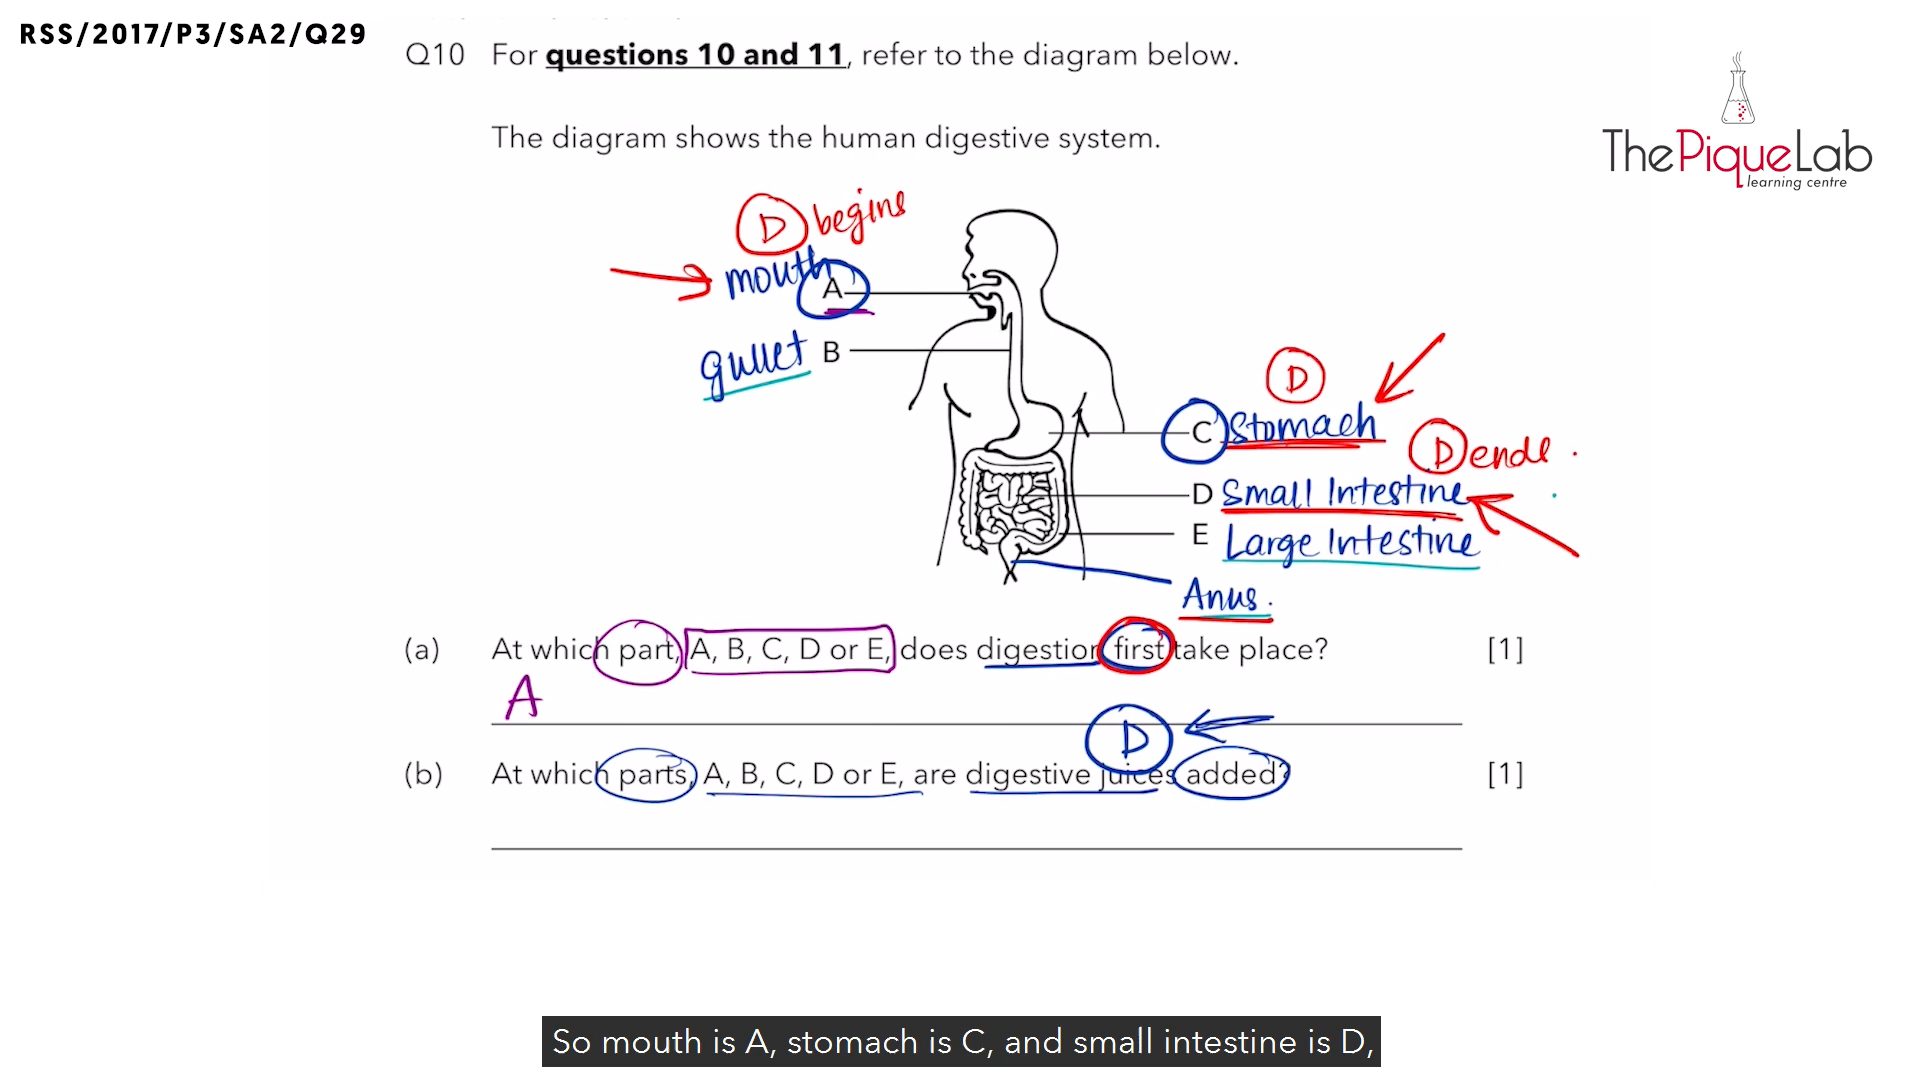 RSS/2017/P3/SA2/Q29
Q10 For questions 10 and 11, refer to the diagram below.
ThePiqueLab
learning centre
The diagram shows the human digestive system.
D begins
mouth A
gullet B
D
C Stomach
D ends.
D Small Intestine
E Large Intestine
Anus.
(a) At which part, A, B, C, D or E, does digestion first take place? [1]
A
D
(b) At which parts, A, B, C, D or E, are digestive juices added? [1]
So mouth is A, stomach is C, and small intestine is D,